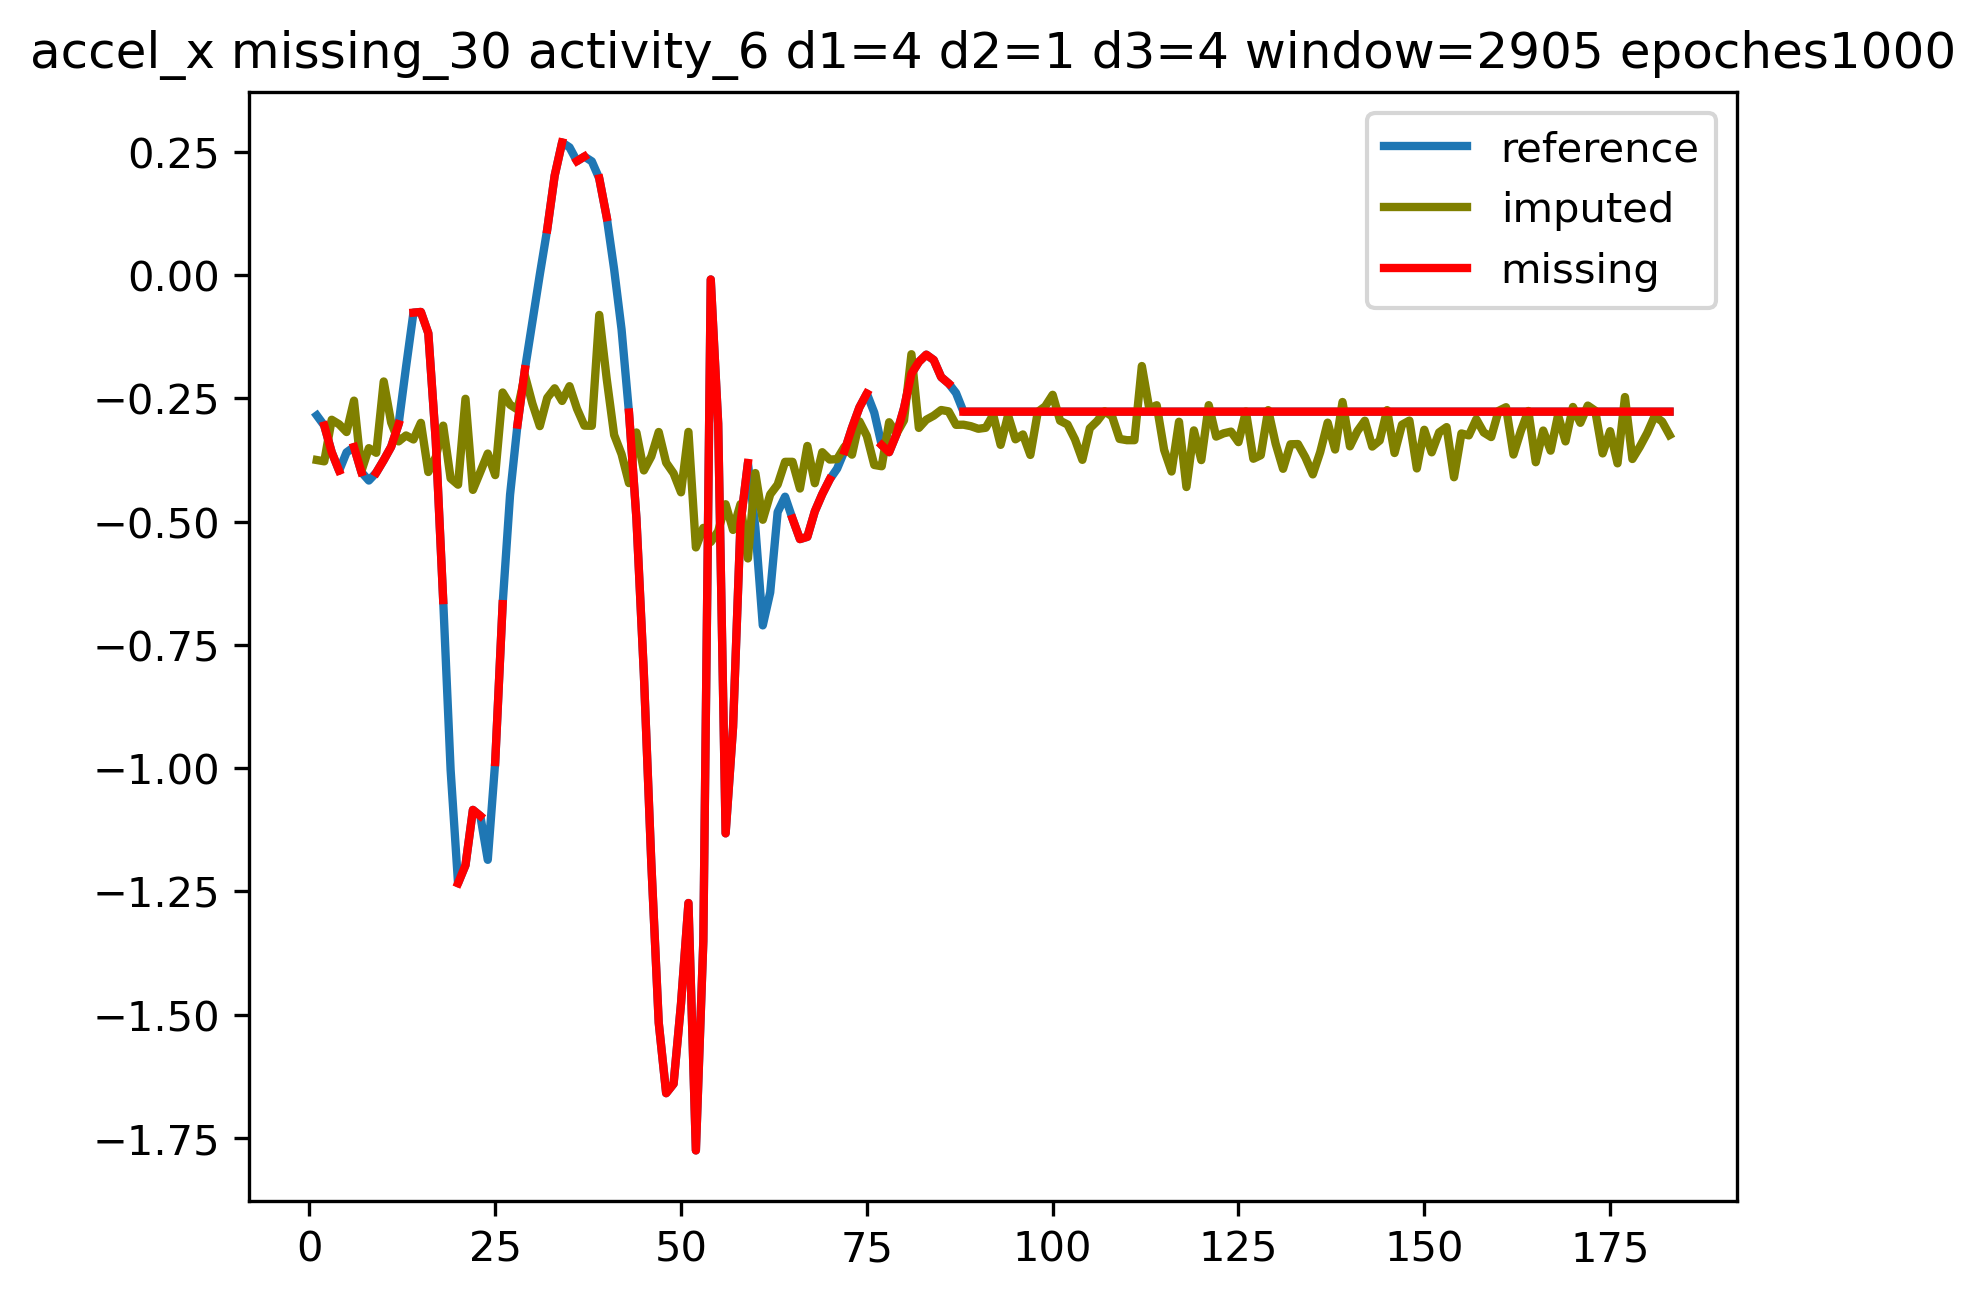 accel_x missing_30 activity_6 d1=4 d2=1 d3=4 window=2905 epoches1000
reference
imputed
missing
0.25
0.00
−0.25
−0.50
−0.75
−1.00
−1.25
−1.50
−1.75
0 25 50 75 100 125 150 175